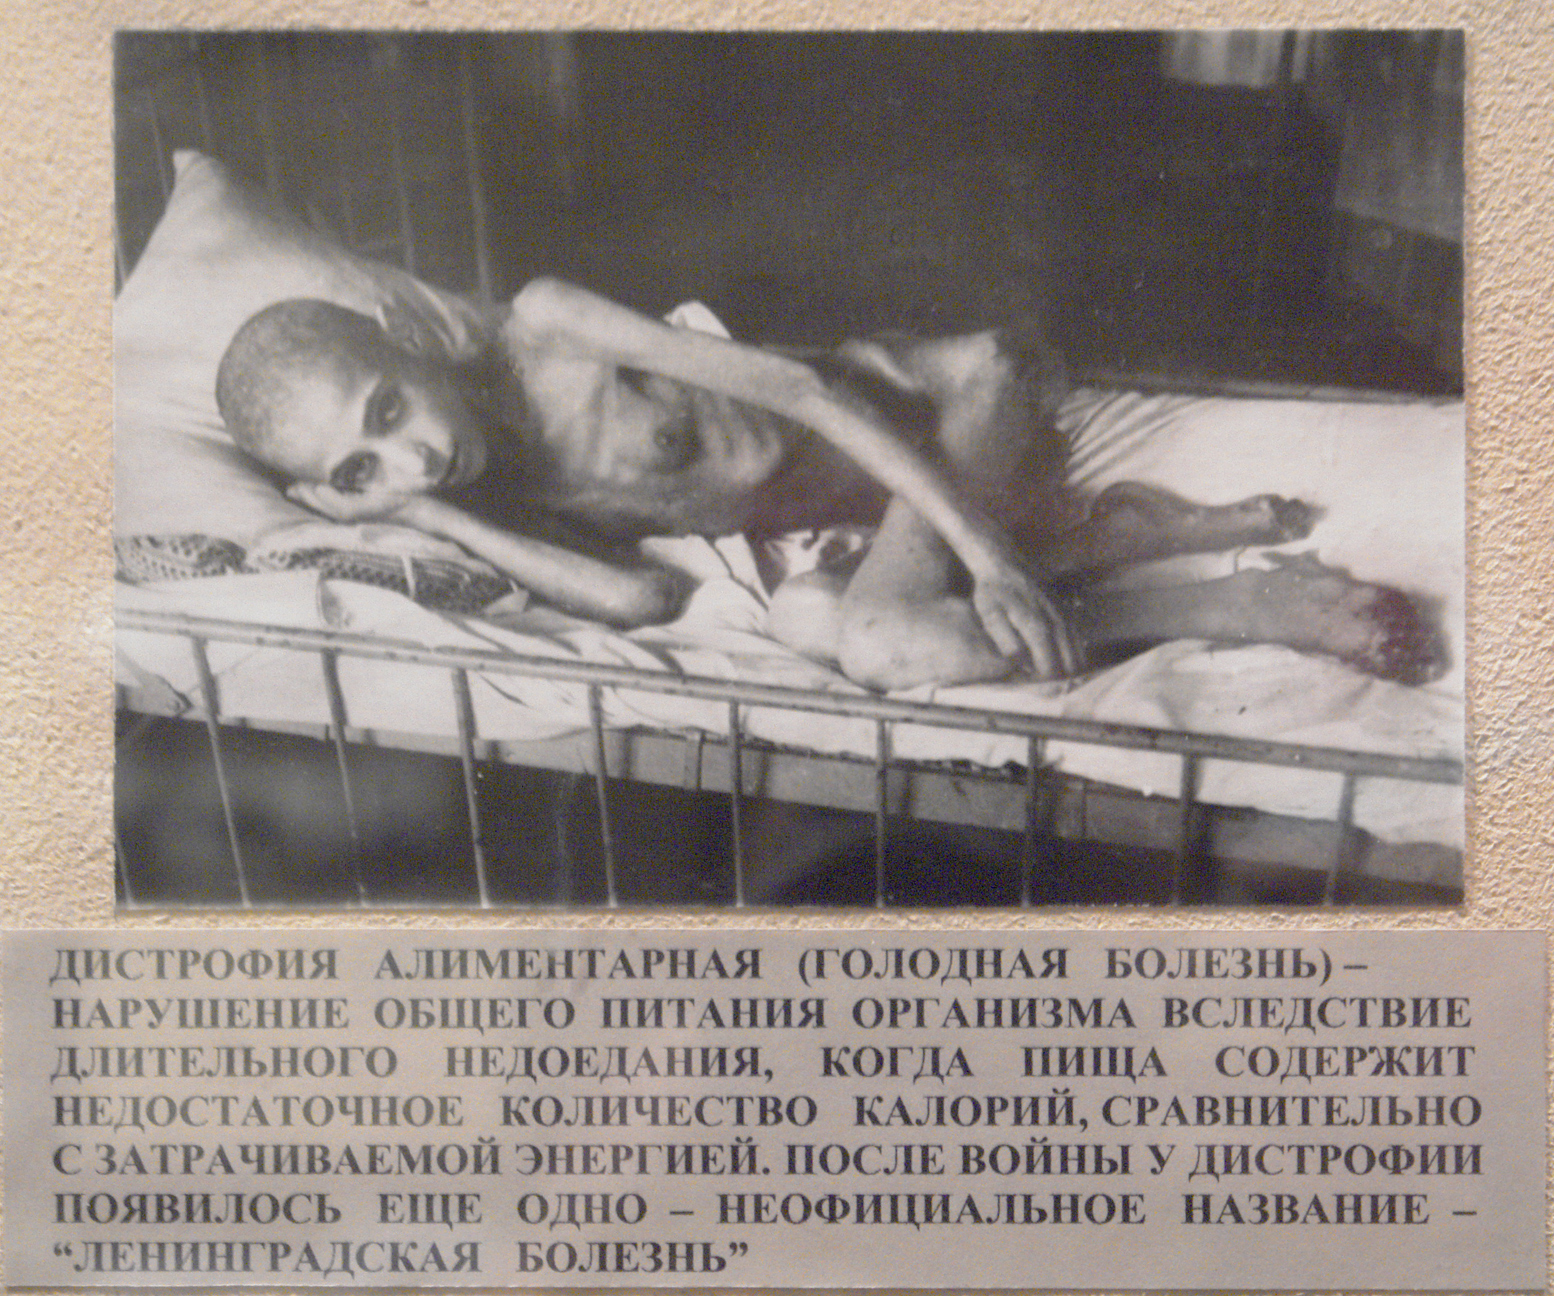 ДИСТРОФИЯ АЛИМЕНТАРНАЯ (ГОЛОДНАЯ БОЛЕЗНЬ) –
НАРУШЕНИЕ ОБЩЕГО ПИТАНИЯ ОРГАНИЗМА ВСЛЕДСТВИЕ
ДЛИТЕЛЬНОГО НЕДОЕДАНИЯ, КОГДА ПИЩА СОДЕРЖИТ
НЕДОСТАТОЧНОЕ КОЛИЧЕСТВО КАЛОРИЙ, СРАВНИТЕЛЬНО
С ЗАТРАЧИВАЕМОЙ ЭНЕРГИЕЙ. ПОСЛЕ ВОЙНЫ У ДИСТРОФИИ
ПОЯВИЛОСЬ ЕЩЕ ОДНО – НЕОФИЦИАЛЬНОЕ НАЗВАНИЕ –
“ЛЕНИНГРАДСКАЯ БОЛЕЗНЬ”